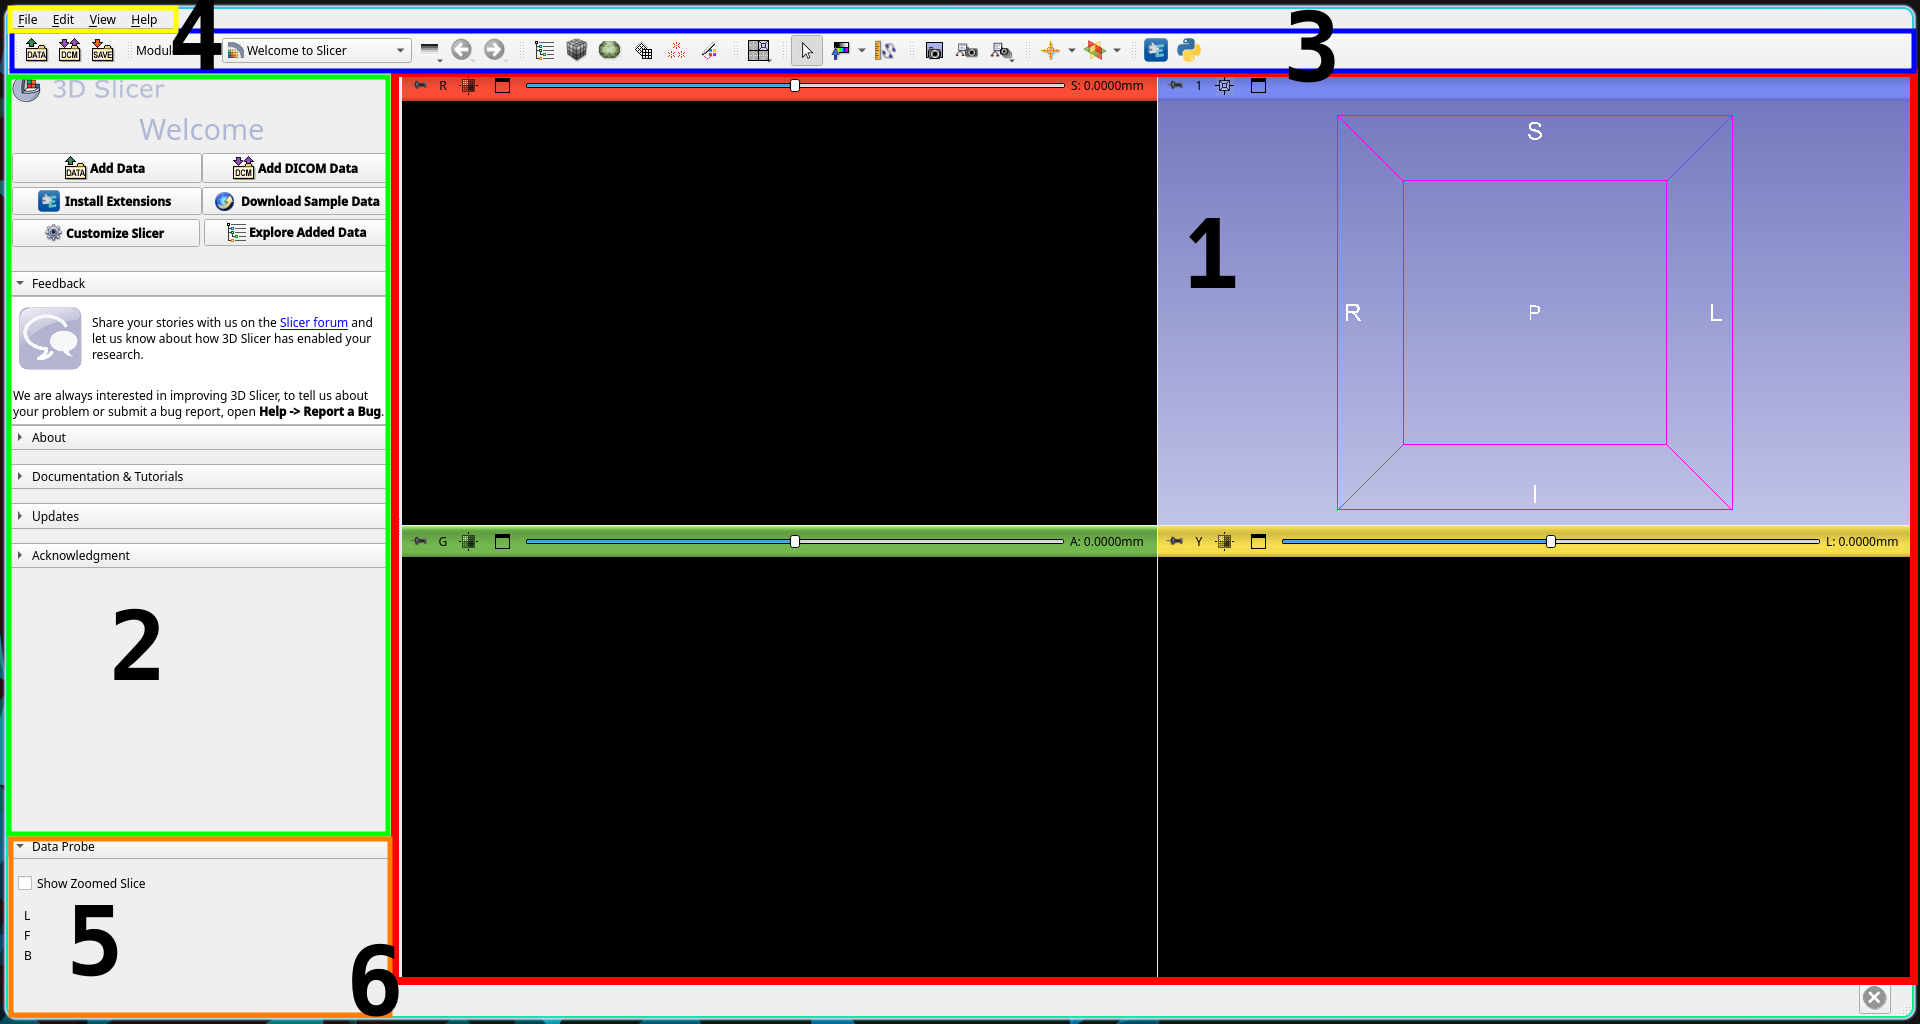 File Edit View Help
4
3
DATA DCM SAVE Modul Welcome to Slicer
3D Slicer
Welcome
DATA Add Data DCM Add DICOM Data
Install Extensions Download Sample Data
Customize Slicer Explore Added Data
Feedback
Share your stories with us on the Slicer forum and
let us know about how 3D Slicer has enabled your
research.
We are always interested in improving 3D Slicer, to tell us about
your problem or submit a bug report, open Help -> Report a Bug.
About
Documentation & Tutorials
Updates
Acknowledgment
2
Data Probe
Show Zoomed Slice
L
F
B
5
6
R S: 0.0000mm
1
S
1
R P L
I
G A: 0.0000mm
Y L: 0.0000mm